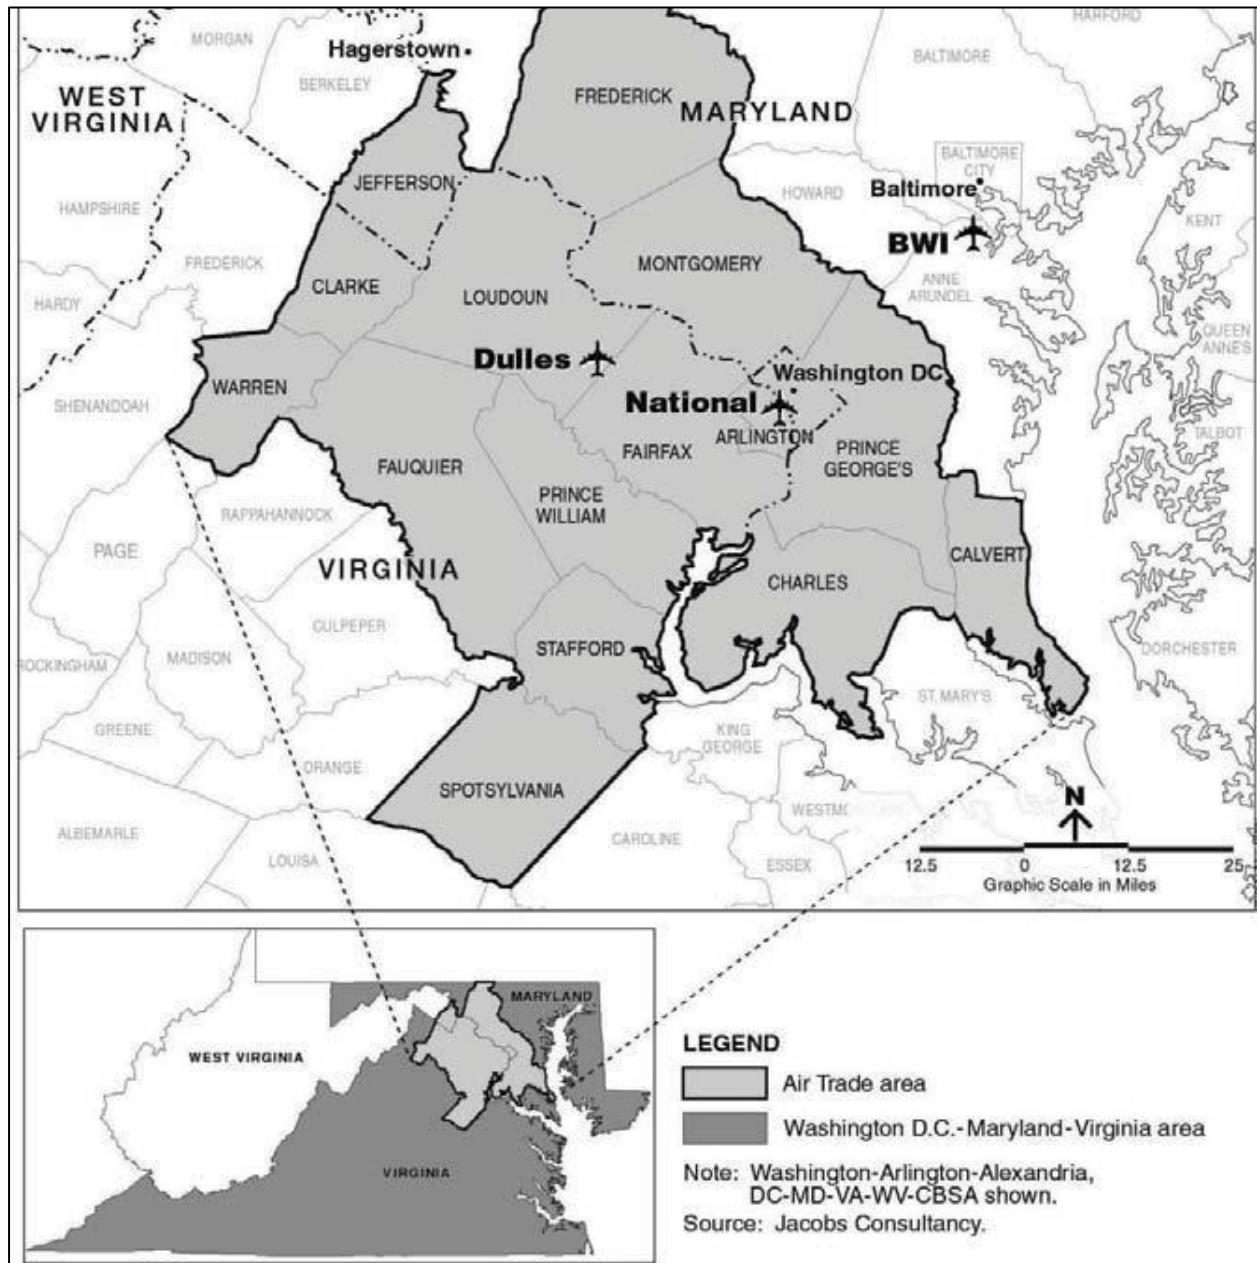 MORGAN
HARFORD
Hagerstown
BALTIMORE
BERKELEY
WEST
VIRGINIA
FREDERICK
MARYLAND
BALTIMORE
CITY
JEFFERSON
HOWARD
Baltimore
HAMPSHIRE
KENT
BWI
FREDERICK
MONTGOMERY
CLARKE
LOUDOUN
ANNE
ARUNDEL
HARDY
QUEEN
ANNE'S
Dulles
Washington DC
WARREN
National
SHENANDOAH
ARLINGTON
TALBOT
FAIRFAX
PRINCE
GEORGE'S
FAUQUIER
PRINCE
WILLIAM
RAPPAHANNOCK
PAGE
CALVERT
VIRGINIA
CHARLES
CULPEPER
STAFFORD
DORCHESTER
ROCKINGHAM
MADISON
ST. MARY'S
GREENE
KING
GEORGE
ORANGE
SPOTSYLVANIA
N
WESTMO
ALBEMARLE
CAROLINE
LOUISA
ESSEX
12.5 0 12.5 25
Graphic Scale in Miles
MARYLAND
WEST VIRGINIA
VIRGINIA
LEGEND
Air Trade area
Washington D.C.-Maryland-Virginia area
Note: Washington-Arlington-Alexandria,
DC-MD-VA-WV-CBSA shown.
Source: Jacobs Consultancy.